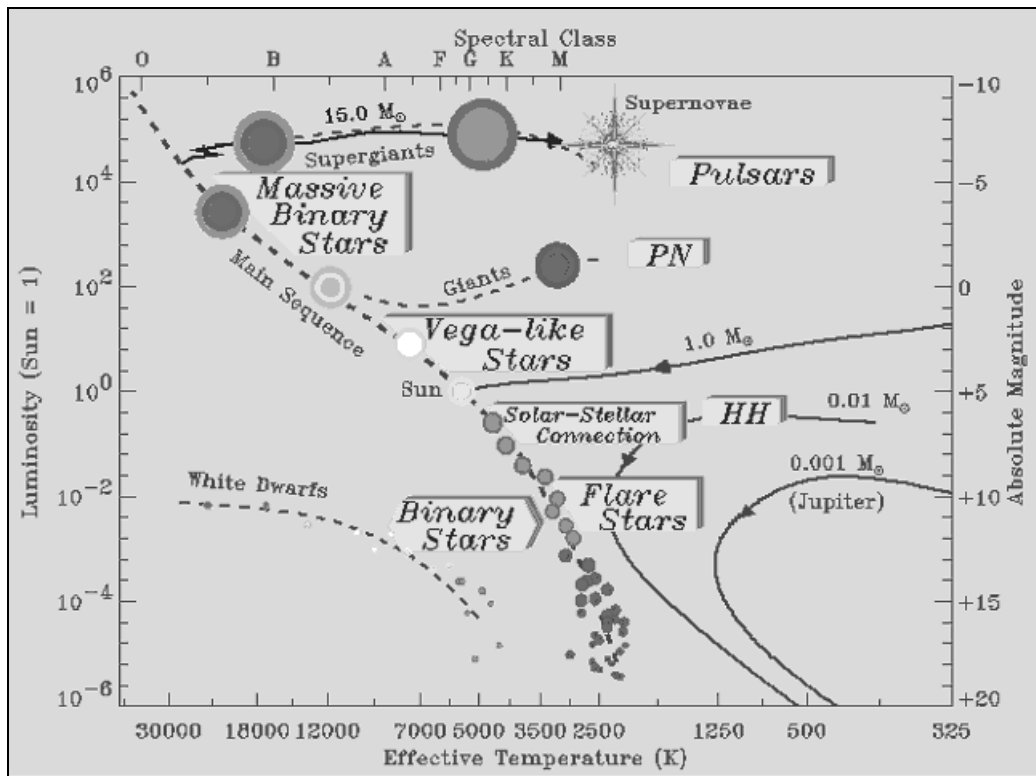 Spectral Class
O B A F G K M
10^6 -10
15.0 M☉
Supernovae
Supergiants
Pulsars
10^4 -5
Massive
Binary
Stars
PN
Main Sequence
Giants
10^2 0
Vega-like
Stars
1.0 M☉
Sun
10^0 +5
Solar-Stellar
Connection
HH
0.01 M☉
0.001 M☉
(Jupiter)
White Dwarfs
10^-2 +10
Binary
Stars
Flare
Stars
10^-4 +15
10^-6 +20
30000 18000 12000 7000 5000 3500 2500 1250 500 325
Effective Temperature (K)
Luminosity (Sun = 1)
Absolute Magnitude